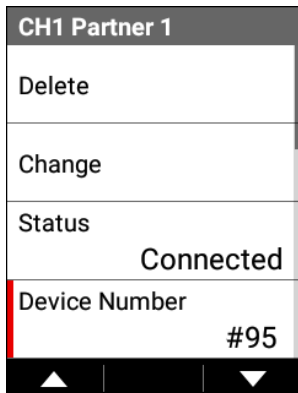 CH1 Partner 1
Delete
Change
Status
Connected
Device Number
#95